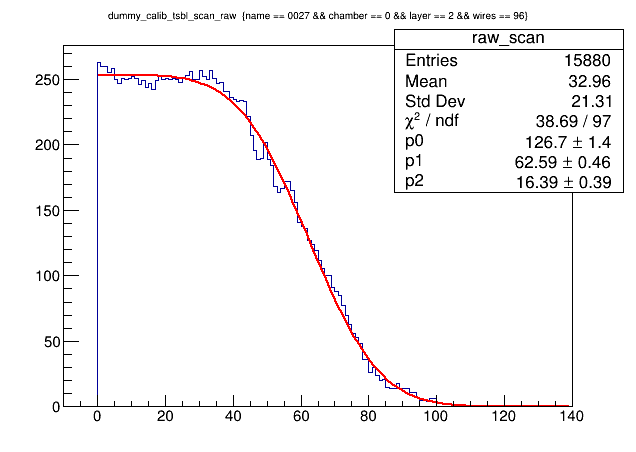 dummy_calib_tsbl_scan_raw {name == 0027 && chamber == 0 && layer == 2 && wires == 96}
raw_scan
Entries 15880
Mean 32.96
Std Dev 21.31
χ² / ndf 38.69 / 97
p0 126.7 ± 1.4
p1 62.59 ± 0.46
p2 16.39 ± 0.39
250
200
150
100
50
0
0 20 40 60 80 100 120 140